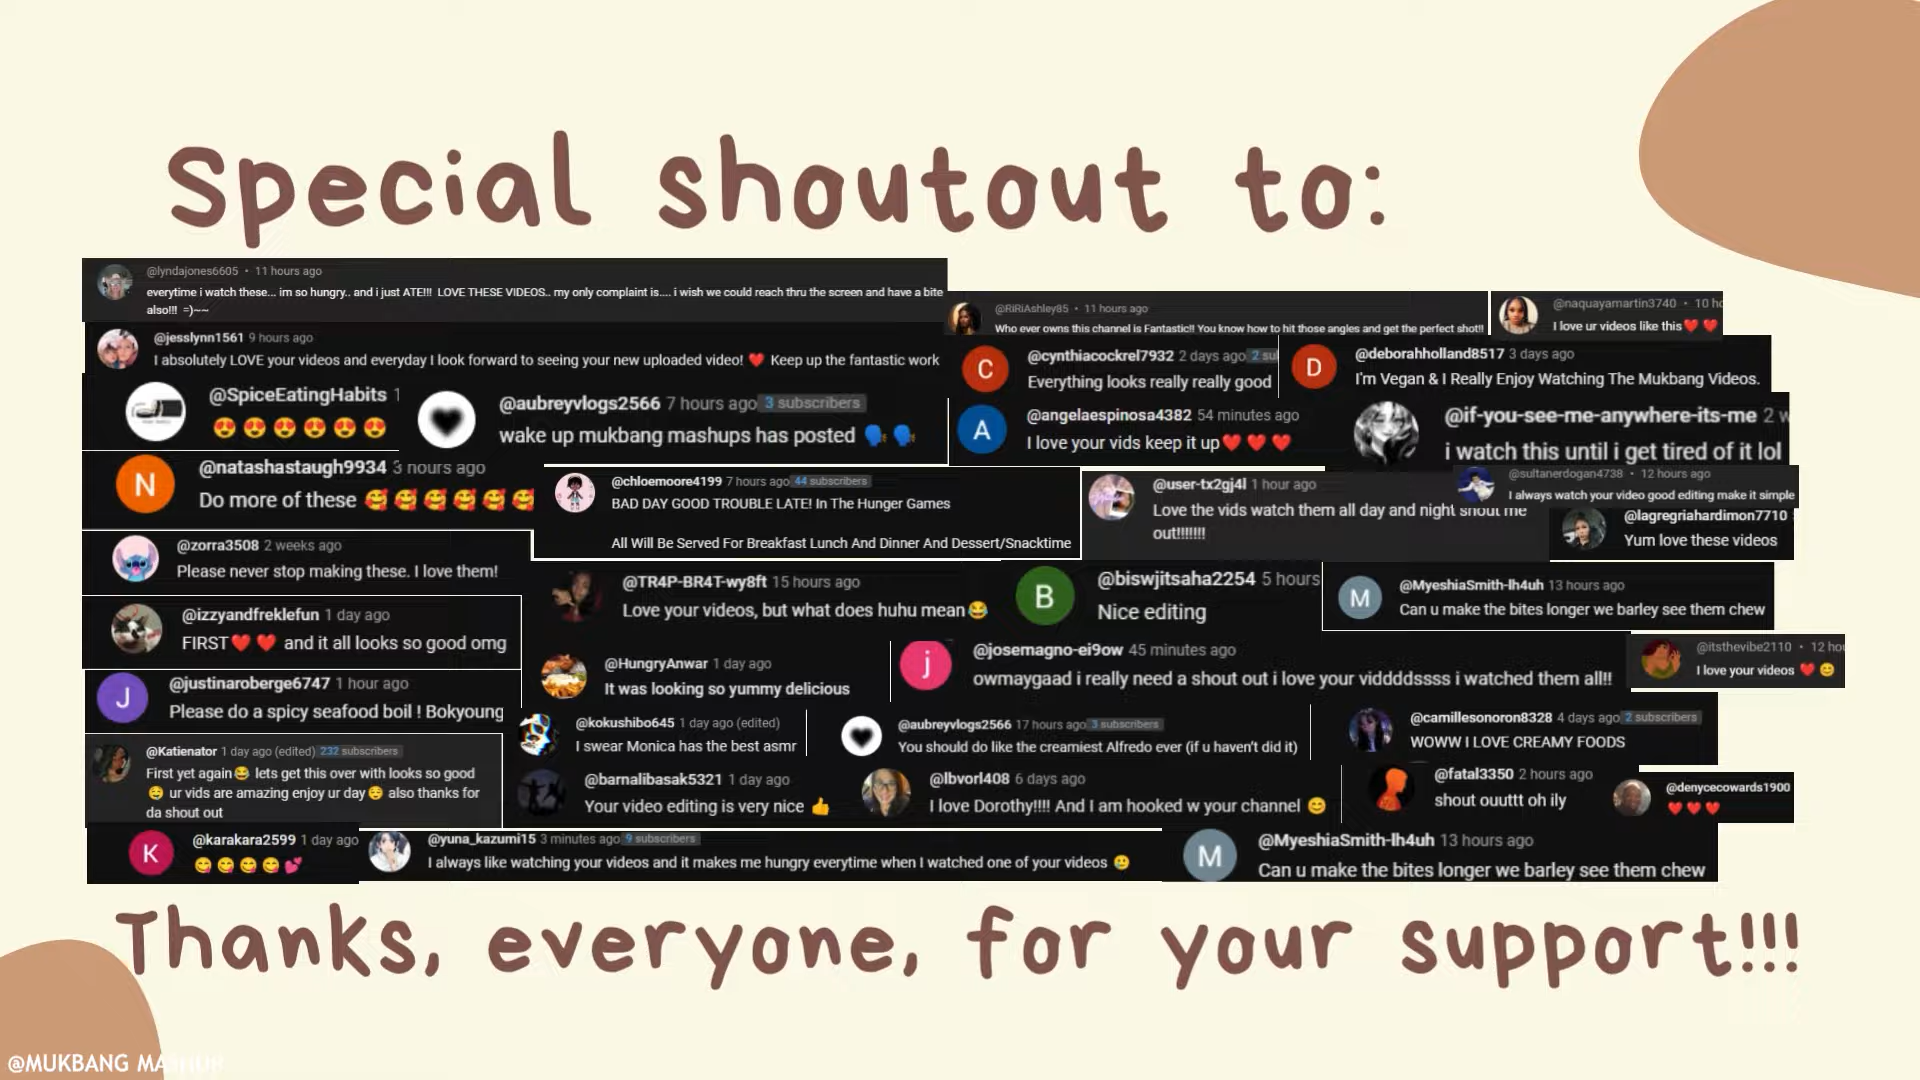 Special shoutout to:
@lyndajones6605 • 11 hours ago
everytime i watch these... im so hungry.. and i just ATE!!! LOVE THESE VIDEOS.. my only complaint is.... i wish we could reach thru the screen and have a bite
also!!! =)~~
@RiRiAshley85 • 11 hours ago
Who ever owns this channel is Fantastic!! You know how to hit those angles and get the perfect shot!!
@naquayamartin3740 • 10 ho
I love ur videos like this❤️ ❤️
@jesslynn1561 9 hours ago
I absolutely LOVE your videos and everyday I look forward to seeing your new uploaded video! ❤️ Keep up the fantastic work
C
@cynthiacockrel7932 2 days ago 2 su
Everything looks really really good
D
@deborahholland8517 3 days ago
I'm Vegan & I Really Enjoy Watching The Mukbang Videos.
@SpiceEatingHabits 1
😍 😍 😍 😍 😍 😍
@aubreyvlogs2566 7 hours ago 3 subscribers
wake up mukbang mashups has posted 🗣️ 🗣️
A
@angelaespinosa4382 54 minutes ago
I love your vids keep it up❤️ ❤️ ❤️
@if-you-see-me-anywhere-its-me 2 w
i watch this until i get tired of it lol
N
@natashastaugh9934 3 hours ago
Do more of these 🥰 🥰 🥰 🥰 🥰 🥰
@chloemoore4199 7 hours ago 44 subscribers
BAD DAY GOOD TROUBLE LATE! In The Hunger Games
All Will Be Served For Breakfast Lunch And Dinner And Dessert/Snacktime
@user-tx2gj4l 1 hour ago
Love the vids watch them all day and night shout me
out!!!!!!!
@sultanerdogan4738 • 12 hours ago
I always watch your video good editing make it simple
@lagregriahardimon7710
Yum love these videos
@zorra3508 2 weeks ago
Please never stop making these. I love them!
@TR4P-BR4T-wy8ft 15 hours ago
Love your videos, but what does huhu mean😂
B
@biswjitsaha2254 5 hours
Nice editing
M
@MyeshiaSmith-lh4uh 13 hours ago
Can u make the bites longer we barley see them chew
@izzyandfreklefun 1 day ago
FIRST❤️ ❤️ and it all looks so good omg
@HungryAnwar 1 day ago
It was looking so yummy delicious
j
@josemagno-ei9ow 45 minutes ago
owmaygaad i really need a shout out i love your viddddssss i watched them all!!
@itsthevibe2110 • 12 hou
I love your videos ❤️ 😊
J
@justinaroberge6747 1 hour ago
Please do a spicy seafood boil ! Bokyoung
@kokushibo645 1 day ago (edited)
I swear Monica has the best asmr
@aubreyvlogs2566 17 hours ago 3 subscribers
You should do like the creamiest Alfredo ever (if u haven't did it)
@camillesonoron8328 4 days ago 2 subscribers
WOWW I LOVE CREAMY FOODS
@Katienator 1 day ago (edited) 232 subscribers
First yet again😂 lets get this over with looks so good
🤤 ur vids are amazing enjoy ur day😌 also thanks for
da shout out
@barnalibasak5321 1 day ago
Your video editing is very nice 👍
@lbvorl408 6 days ago
I love Dorothy!!!! And I am hooked w your channel 😊
@fatal3350 2 hours ago
shout ouuttt oh ily
@denycecowards1900
❤️ ❤️ ❤️
K
@karakara2599 1 day ago
😋 😋 😋 😋 💕
@yuna_kazumi15 3 minutes ago 9 subscribers
I always like watching your videos and it makes me hungry everytime when I watched one of your videos 🥲
M
@MyeshiaSmith-lh4uh 13 hours ago
Can u make the bites longer we barley see them chew
Thanks, everyone, for your support!!!
@MUKBANG MASHUP